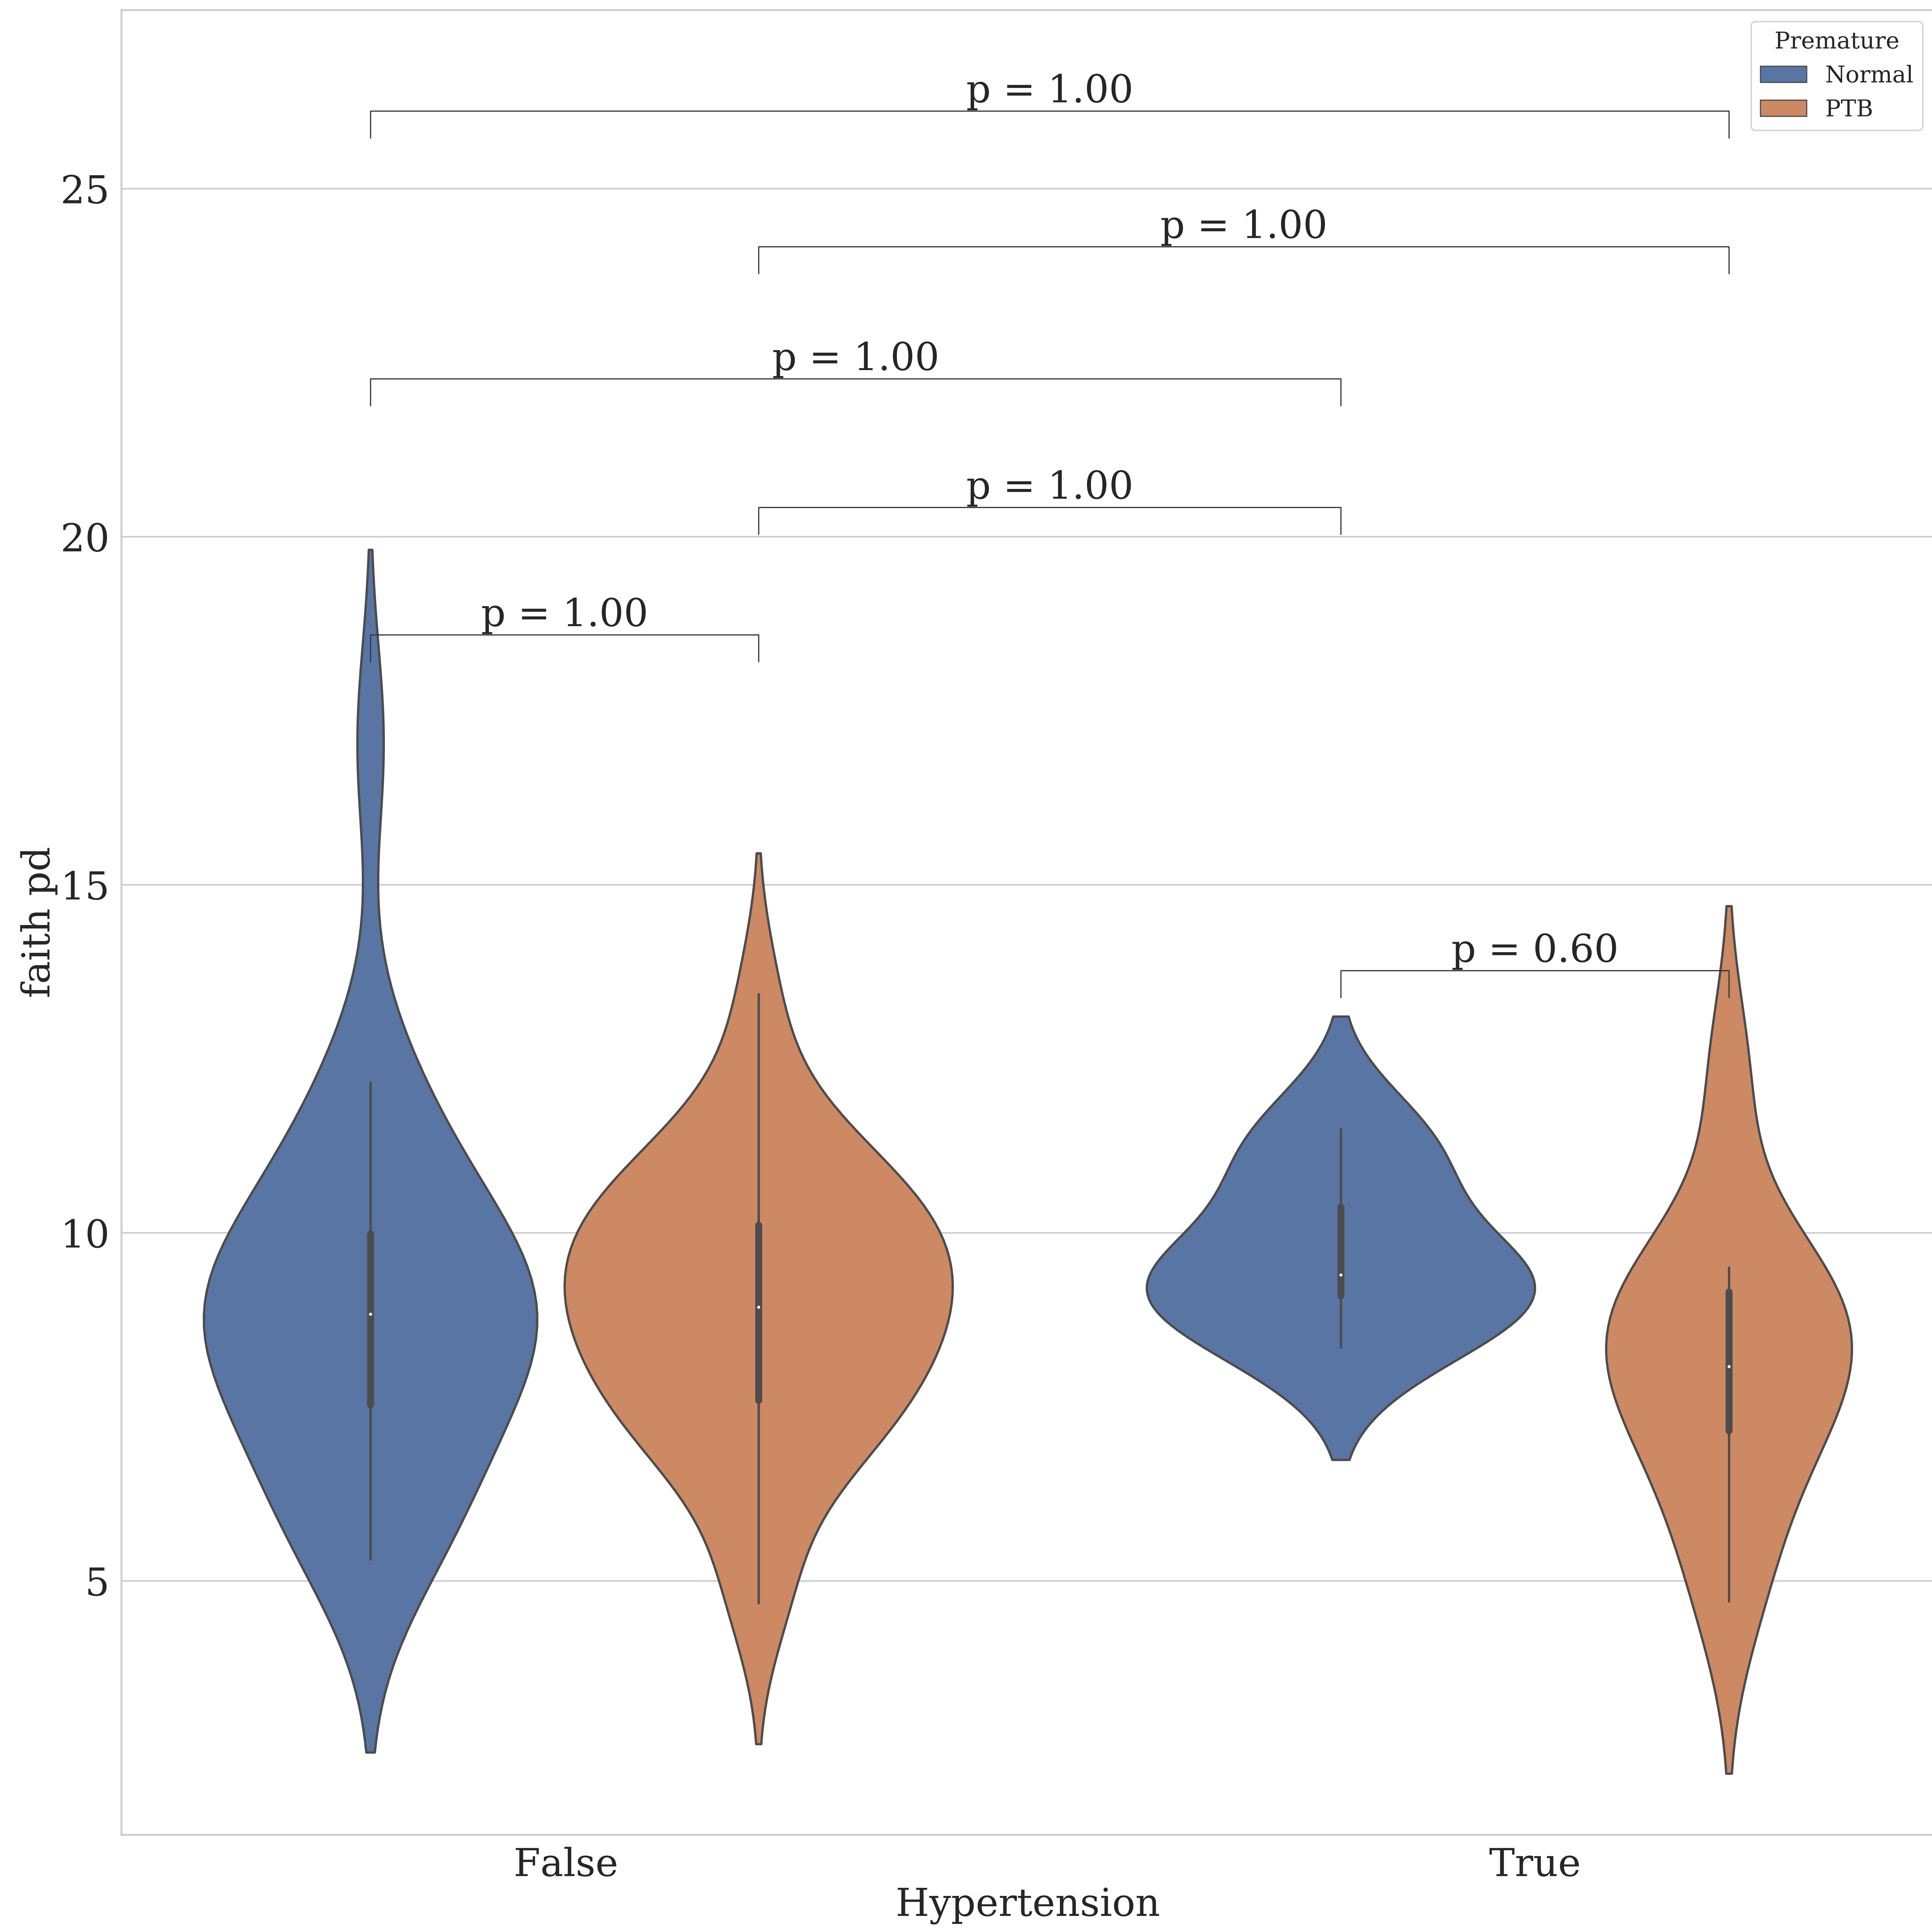 p = 1.00
Premature
Normal
PTB
25
p = 1.00
p = 1.00
p = 1.00
20
p = 1.00
15
faith pd
p = 0.60
10
5
False
True
Hypertension